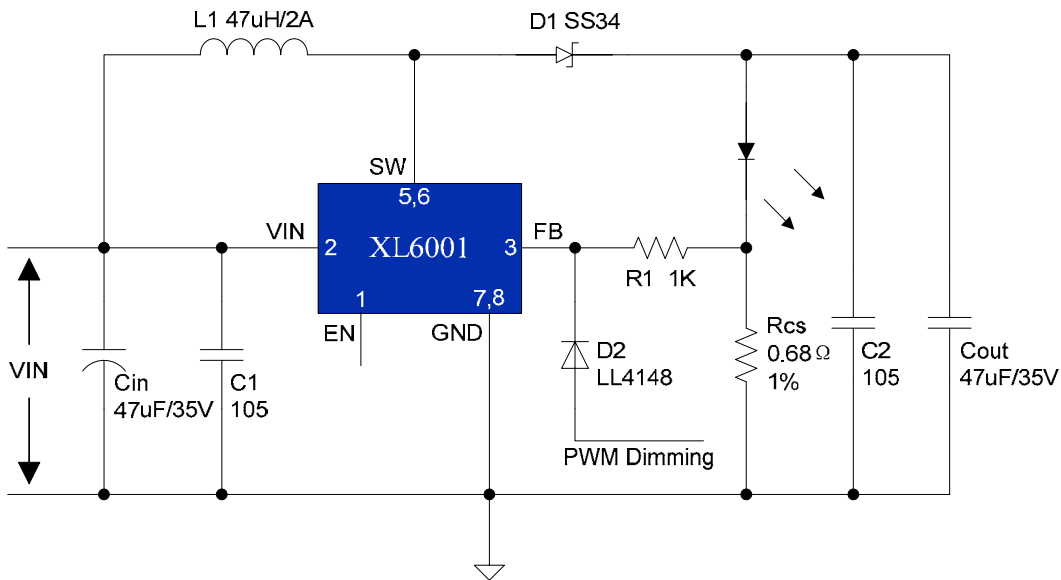 L1 47uH/2A
D1 SS34
SW
5,6
VIN
2
XL6001
3
FB
R1 1K
1
7,8
EN
GND
VIN
Cin
47uF/35V
C1
105
D2
LL4148
PWM Dimming
Rcs
0.68Ω
1%
C2
105
Cout
47uF/35V